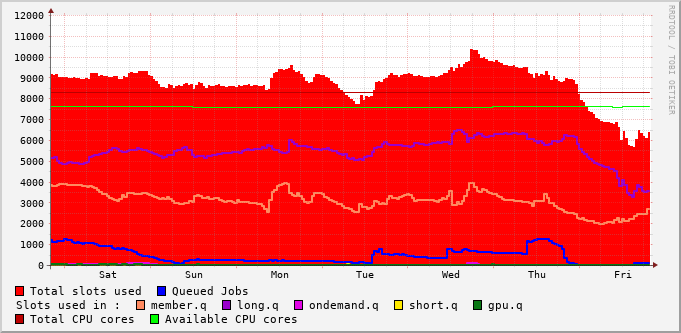 RRDTOOL / TOBI OETIKER
12000
11000
10000
9000
8000
7000
6000
5000
4000
3000
2000
1000
0
Sat Sun Mon Tue Wed Thu Fri
Total slots used Queued Jobs
Slots used in : member.q long.q ondemand.q short.q gpu.q
Total CPU cores Available CPU cores